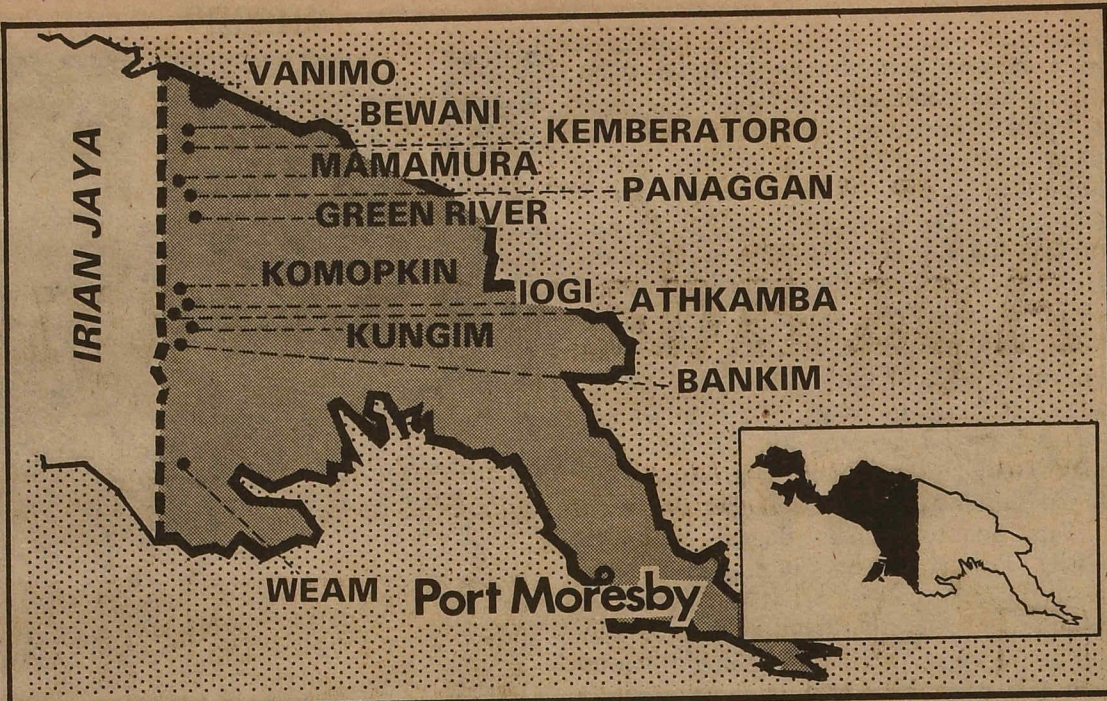 VANIMO
BEWANI
KEMBERATORO
MAMAMURA
PANAGGAN
GREEN RIVER
IRIAN JAYA
KOMOPKIN
IOGI
ATHKAMBA
KUNGIM
BANKIM
WEAM
Port Moresby